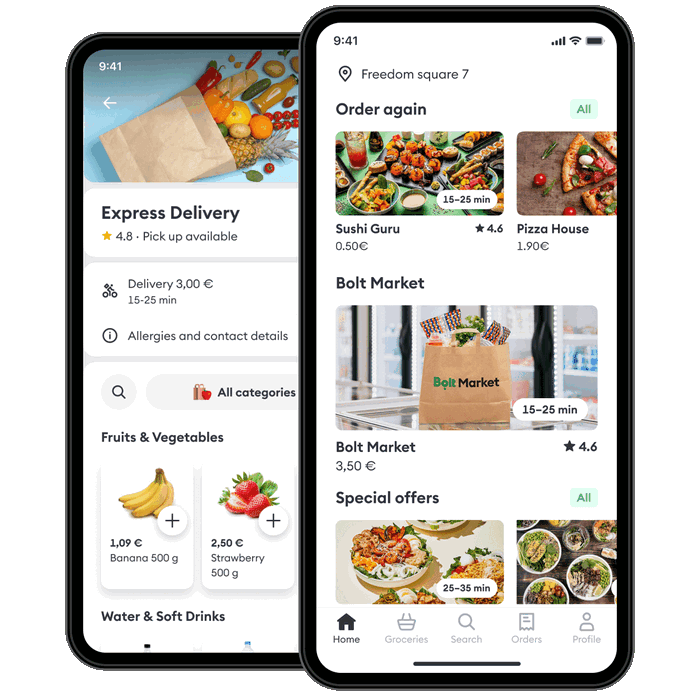 9:41
Express Delivery
4.8 · Pick up available
Delivery 3,00 €
15-25 min
Allergies and contact details
All categories
Fruits & Vegetables
1,09 €
Banana 500 g
2,50 €
Strawberry
500 g
Water & Soft Drinks
9:41
Freedom square 7
Order again
All
15–25 min
Sushi Guru
4.6
Pizza House
0.50€
1.90€
Bolt Market
Bolt Market
15–25 min
Bolt Market
4.6
3,50 €
Special offers
All
25–35 min
Home
Groceries
Search
Orders
Profile